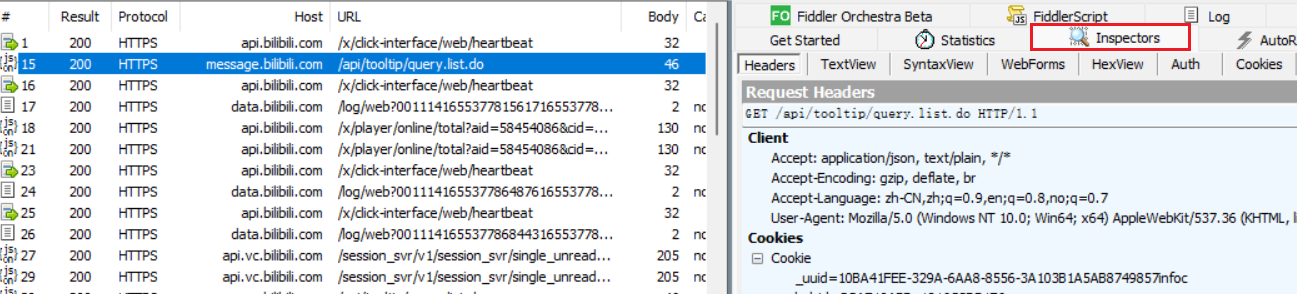 # Result Protocol Host URL Body Ca
1 200 HTTPS api.bilibili.com /x/click-interface/web/heartbeat 32
15 200 HTTPS message.bilibili.com /api/tooltip/query.list.do 46
16 200 HTTPS api.bilibili.com /x/click-interface/web/heartbeat 32
17 200 HTTPS data.bilibili.com /log/web?001114165537781561716553778... 2 nc
18 200 HTTPS api.bilibili.com /x/player/online/total?aid=58454086&cid=... 130 nc
21 200 HTTPS api.bilibili.com /x/player/online/total?aid=58454086&cid=... 130 nc
23 200 HTTPS api.bilibili.com /x/click-interface/web/heartbeat 32
24 200 HTTPS data.bilibili.com /log/web?001114165537786487616553778... 2 nc
25 200 HTTPS api.bilibili.com /x/click-interface/web/heartbeat 32
26 200 HTTPS data.bilibili.com /log/web?001114165537786844316553778... 2 nc
27 200 HTTPS api.vc.bilibili.com /session_svr/v1/session_svr/single_unread... 205 nc
29 200 HTTPS api.vc.bilibili.com /session_svr/v1/session_svr/single_unread... 205 nc
FO Fiddler Orchestra Beta FiddlerScript Log
Get Started Statistics Inspectors AutoR
Headers TextView SyntaxView WebForms HexView Auth Cookies
Request Headers
GET /api/tooltip/query.list.do HTTP/1.1
Client
Accept: application/json, text/plain, */*
Accept-Encoding: gzip, deflate, br
Accept-Language: zh-CN,zh;q=0.9,en;q=0.8,no;q=0.7
User-Agent: Mozilla/5.0 (Windows NT 10.0; Win64; x64) AppleWebKit/537.36 (KHTML, li
Cookies
Cookie
_uuid=10BA41FEE-329A-6AA8-8556-3A103B1A5AB8749857infoc